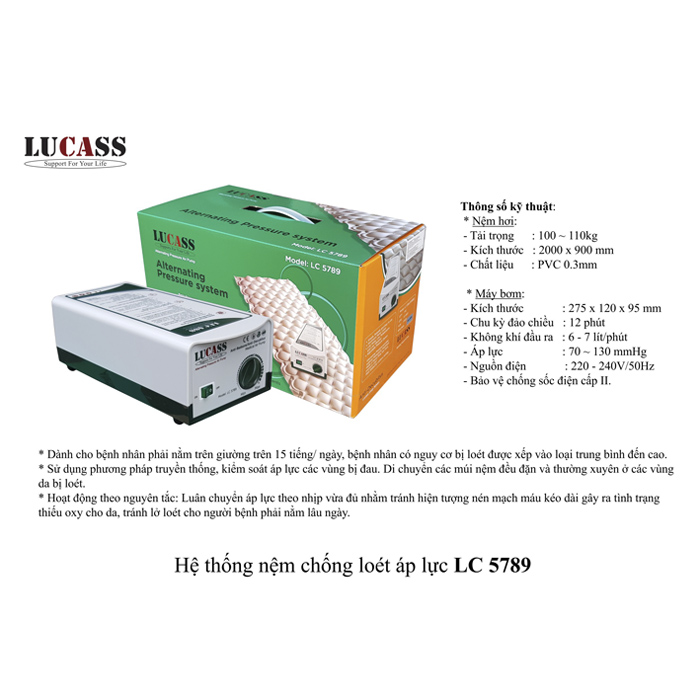 LUCASS
Support For Your Life
Alternating Pressure system
Model: LC 5789
LUCASS
Model: LC 5789
Alternating
Pressure system
LUCASS
Thông số kỹ thuật:
* Nệm hơi:
- Tải trọng : 100 ~ 110kg
- Kích thước : 2000 x 900 mm
- Chất liệu : PVC 0.3mm
* Máy bơm:
- Kích thước : 275 x 120 x 95 mm
- Chu kỳ đảo chiều : 12 phút
- Không khí đầu ra : 6 - 7 lít/phút
- Áp lực : 70 ~ 130 mmHg
- Nguồn điện : 220 - 240V/50Hz
- Bảo vệ chống sốc điện cấp II.
* Dành cho bệnh nhân phải nằm trên giường trên 15 tiếng/ ngày, bệnh nhân có nguy cơ bị loét được xếp vào loại trung bình đến cao.
* Sử dụng phương pháp truyền thống, kiểm soát áp lực các vùng bị đau. Di chuyển các múi nệm đều đặn và thường xuyên ở các vùng
da bị loét.
* Hoạt động theo nguyên tắc: Luân chuyển áp lực theo nhịp vừa đủ nhằm tránh hiện tượng nén mạch máu kéo dài gây ra tình trạng
thiếu oxy cho da, tránh lở loét cho người bệnh phải nằm lâu ngày.
Hệ thống nệm chống loét áp lực LC 5789